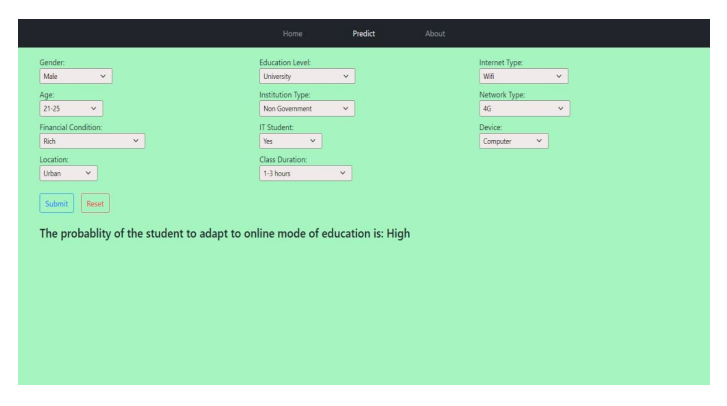 Home Predict About
Gender: Education Level: Internet Type:
Male University Wifi
Age: Institution Type: Network Type:
21-25 Non Government 4G
Financial Condition: IT Student: Device:
Rich Yes Computer
Location: Class Duration:
Urban 1-3 hours
Submit Reset
The probablity of the student to adapt to online mode of education is: High